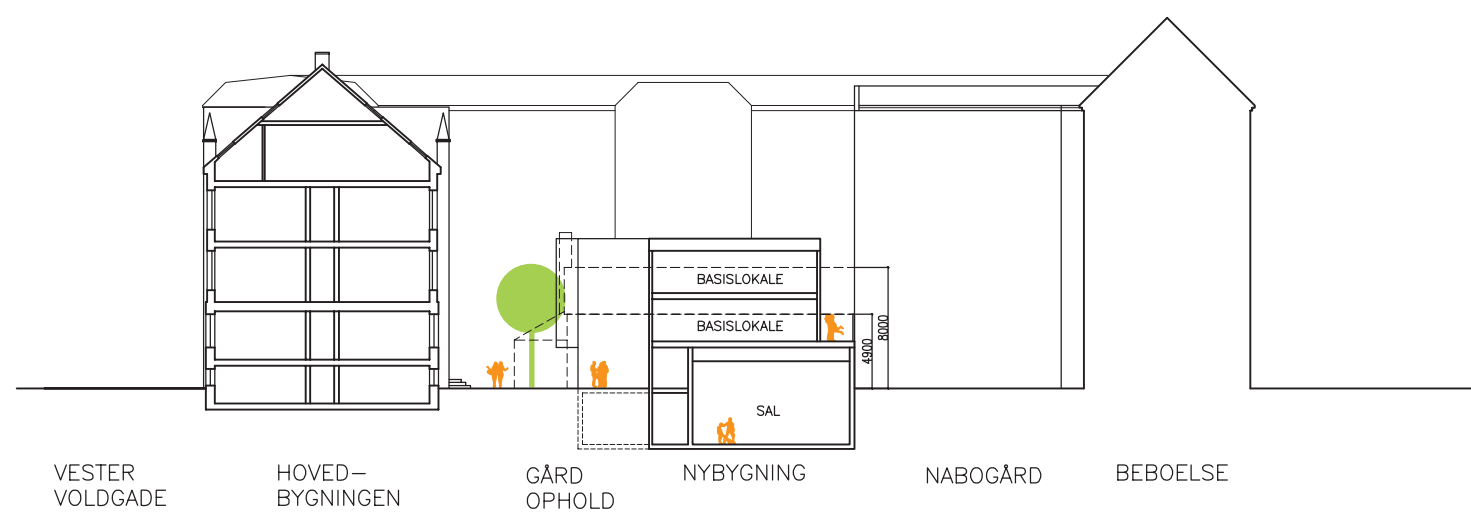 BASISLOKALE
BASISLOKALE
4900
8000
SAL
VESTER
VOLDGADE
HOVED-
BYGNINGEN
GÅRD
OPHOLD
NYBYGNING
NABOGÅRD
BEBOELSE